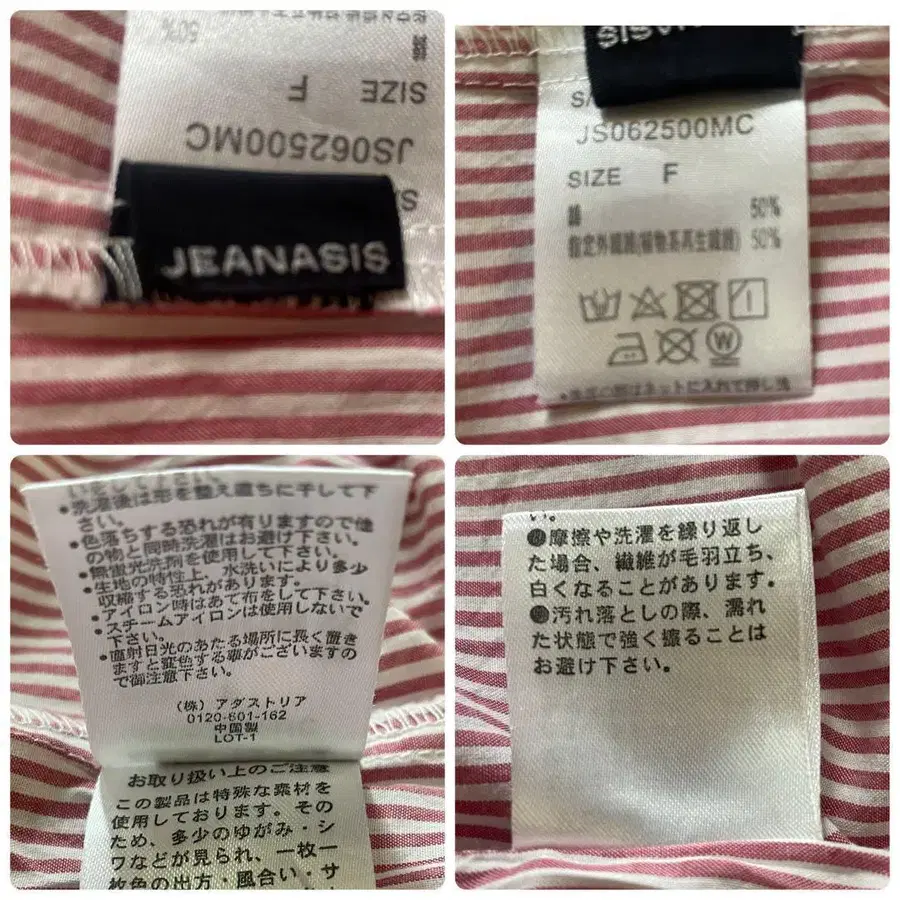 50%
SIZE F
JS062500MC
JEANASIS
JS062500MC
SIZE F
綿 50%
指定外繊維(植物系再生繊維) 50%
W
●洗濯後は形を整え直ちに干して下
さい。
●色落ちする恐れが有りますので他
の物と同時洗濯はお避け下さい。
●無蛍光洗剤を使用して下さい。
●生地の特性上、水洗いにより多少
収縮する恐れがあります。
●アイロン時はあて布をして下さい。
●スチームアイロンは使用しないで
下さい。
●直射日光のあたる場所に長く置き
ますと変色する事がございますの
で御注意下さい。
(株)アダストリア
0120-601-162
中国製
LOT-1
お取り扱い上のご注意
この製品は特殊な素材を
使用しております。その
ため、多少のゆがみ・シ
ワなどが見られ、一枚一
枚色の出方・風合い・サ
い。
●摩擦や洗濯を繰り返し
た場合、繊維が毛羽立ち、
白くなることがあります。
●汚れ落としの際、濡れ
た状態で強く擦ることは
お避け下さい。